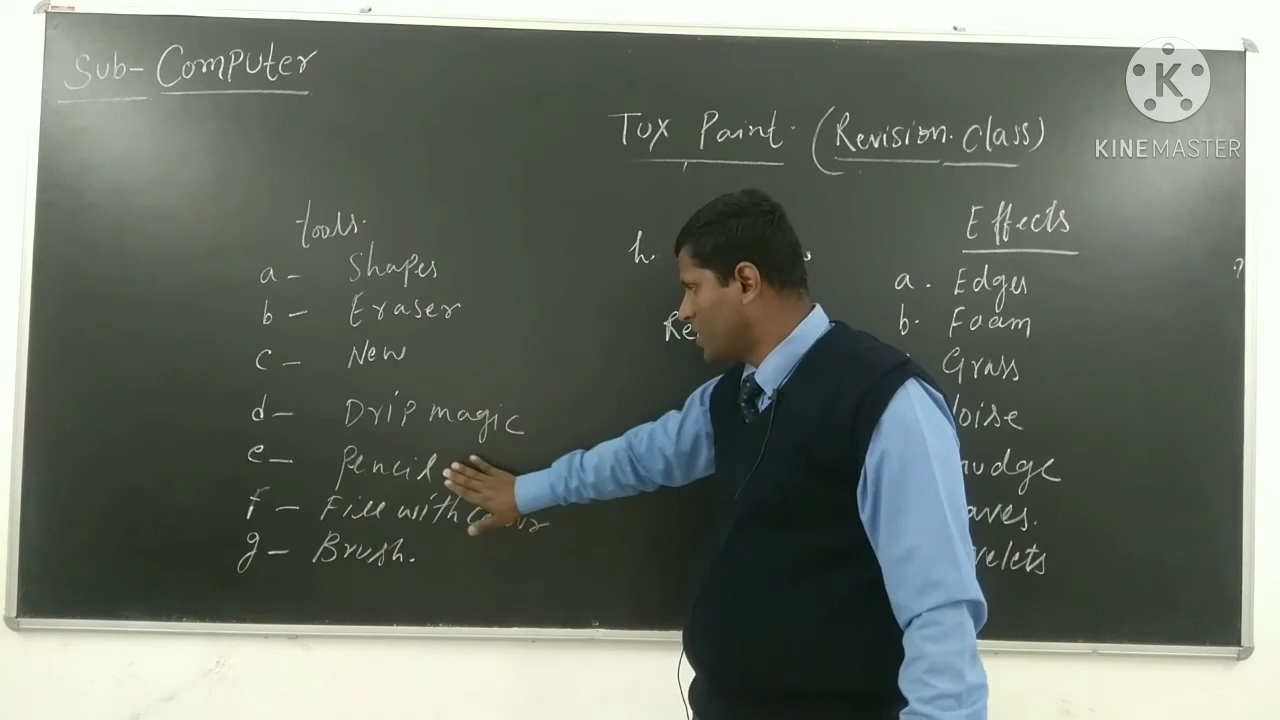 Sub- Computer
Tux Paint. (Revision. Class)
tools.
a - Shapes
b - Eraser
c - New
d - Drip magic
e - Pencil
f - Fill with
g - Brush.
h.
Effects
a. Edges
b. Foam
Grass
?
K
KINEMASTER